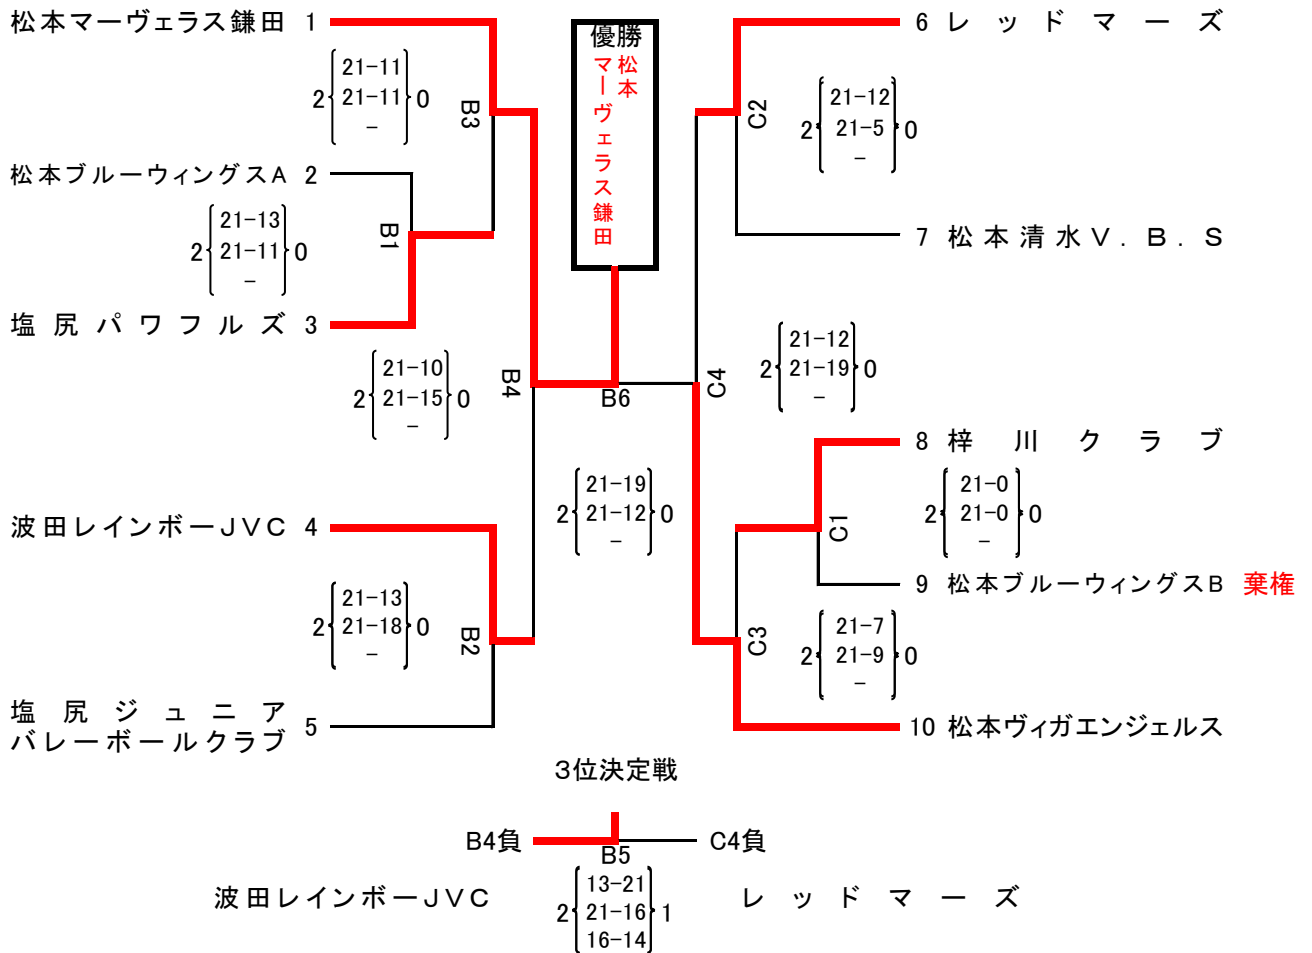 松本マーヴェラス鎌田 1
2 21-11 21-11 - 0
B3
松本ブルーウィングスA 2
2 21-13 21-11 - 0
B1
塩尻パワフルズ 3
2 21-10 21-15 - 0
B4
波田レインボーJVC 4
2 21-13 21-18 - 0
B2
塩尻ジュニア
バレーボールクラブ 5
優勝
松本
マーヴェラス鎌田
B6
2 21-19 21-12 - 0
6 レッドマーズ
C2
2 21-12 21-5 - 0
7 松本清水V.B.S
C4
2 21-12 21-19 - 0
8 梓川クラブ
C1
2 21-0 21-0 - 0
9 松本ブルーウィングスB 棄権
C3
2 21-7 21-9 - 0
10 松本ヴィガエンジェルス
3位決定戦
B4負 B5 C4負
波田レインボーJVC 2 13-21 21-16 16-14 1 レッドマーズ